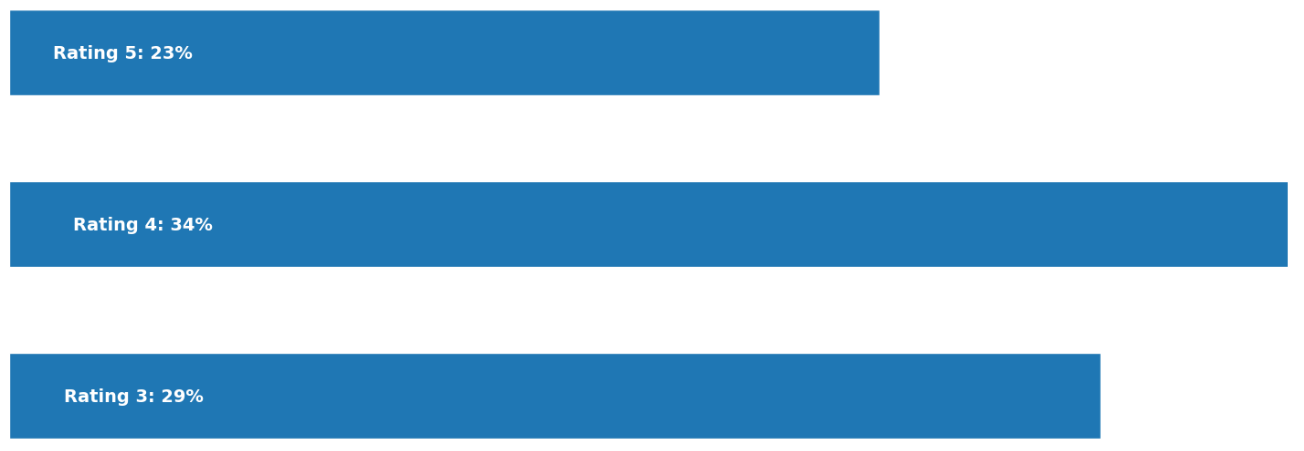 Rating 5: 23%
Rating 4: 34%
Rating 3: 29%